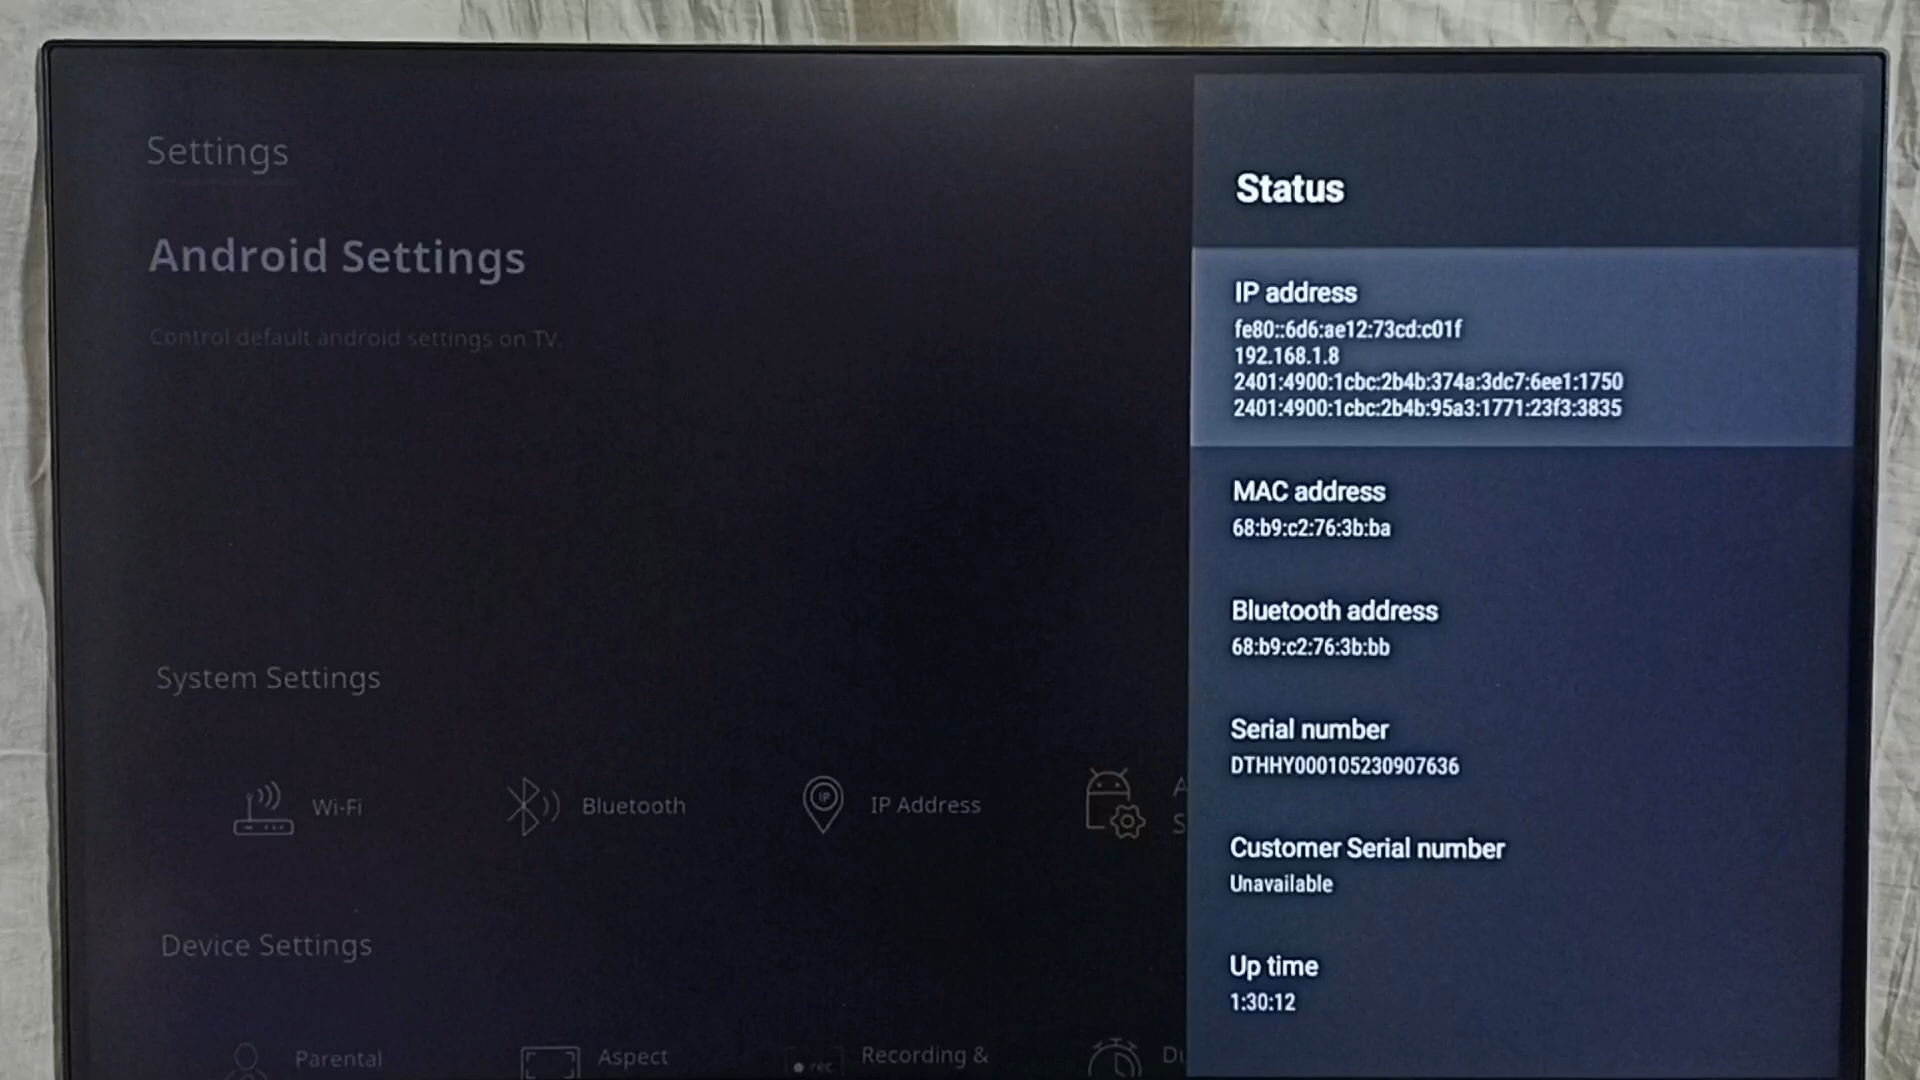 Settings
Android Settings
Control default android settings on TV.
System Settings
Wi-Fi
Bluetooth
IP
IP Address
A
S
Device Settings
Parental
Aspect
rec
Recording &
Du
Status
IP address
fe80::6d6:ae12:73cd:c01f
192.168.1.8
2401:4900:1cbc:2b4b:374a:3dc7:6ee1:1750
2401:4900:1cbc:2b4b:95a3:1771:23f3:3835
MAC address
68:b9:c2:76:3b:ba
Bluetooth address
68:b9:c2:76:3b:bb
Serial number
DTHHY000105230907636
Customer Serial number
Unavailable
Up time
1:30:12